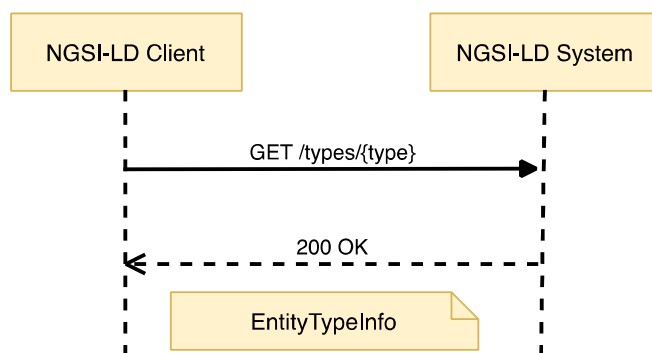 NGSI-LD Client
NGSI-LD System
GET /types/{type}
200 OK
EntityTypeInfo